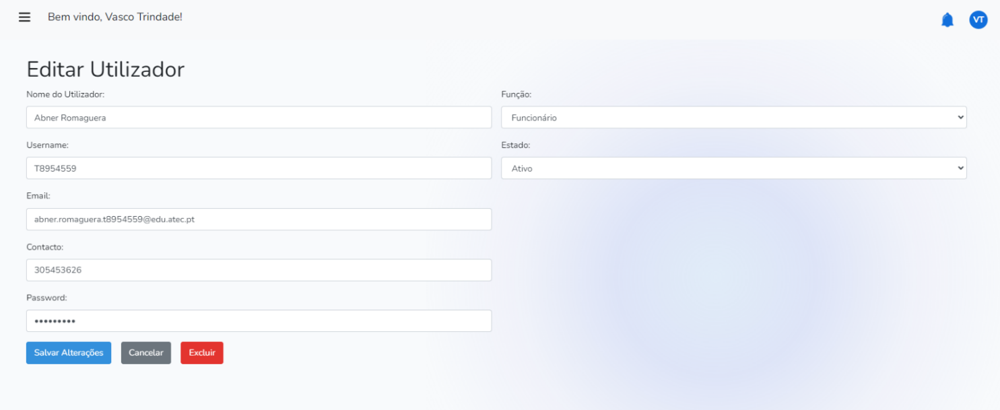 Bem vindo, Vasco Trindade!
VT
Editar Utilizador
Nome do Utilizador:
Abner Romaguera
Username:
T8954559
Email:
abner.romaguera.t8954559@edu.atec.pt
Contacto:
305453626
Password:
•••••••••
Salvar Alterações Cancelar Excluir
Função:
Funcionário
Estado:
Ativo